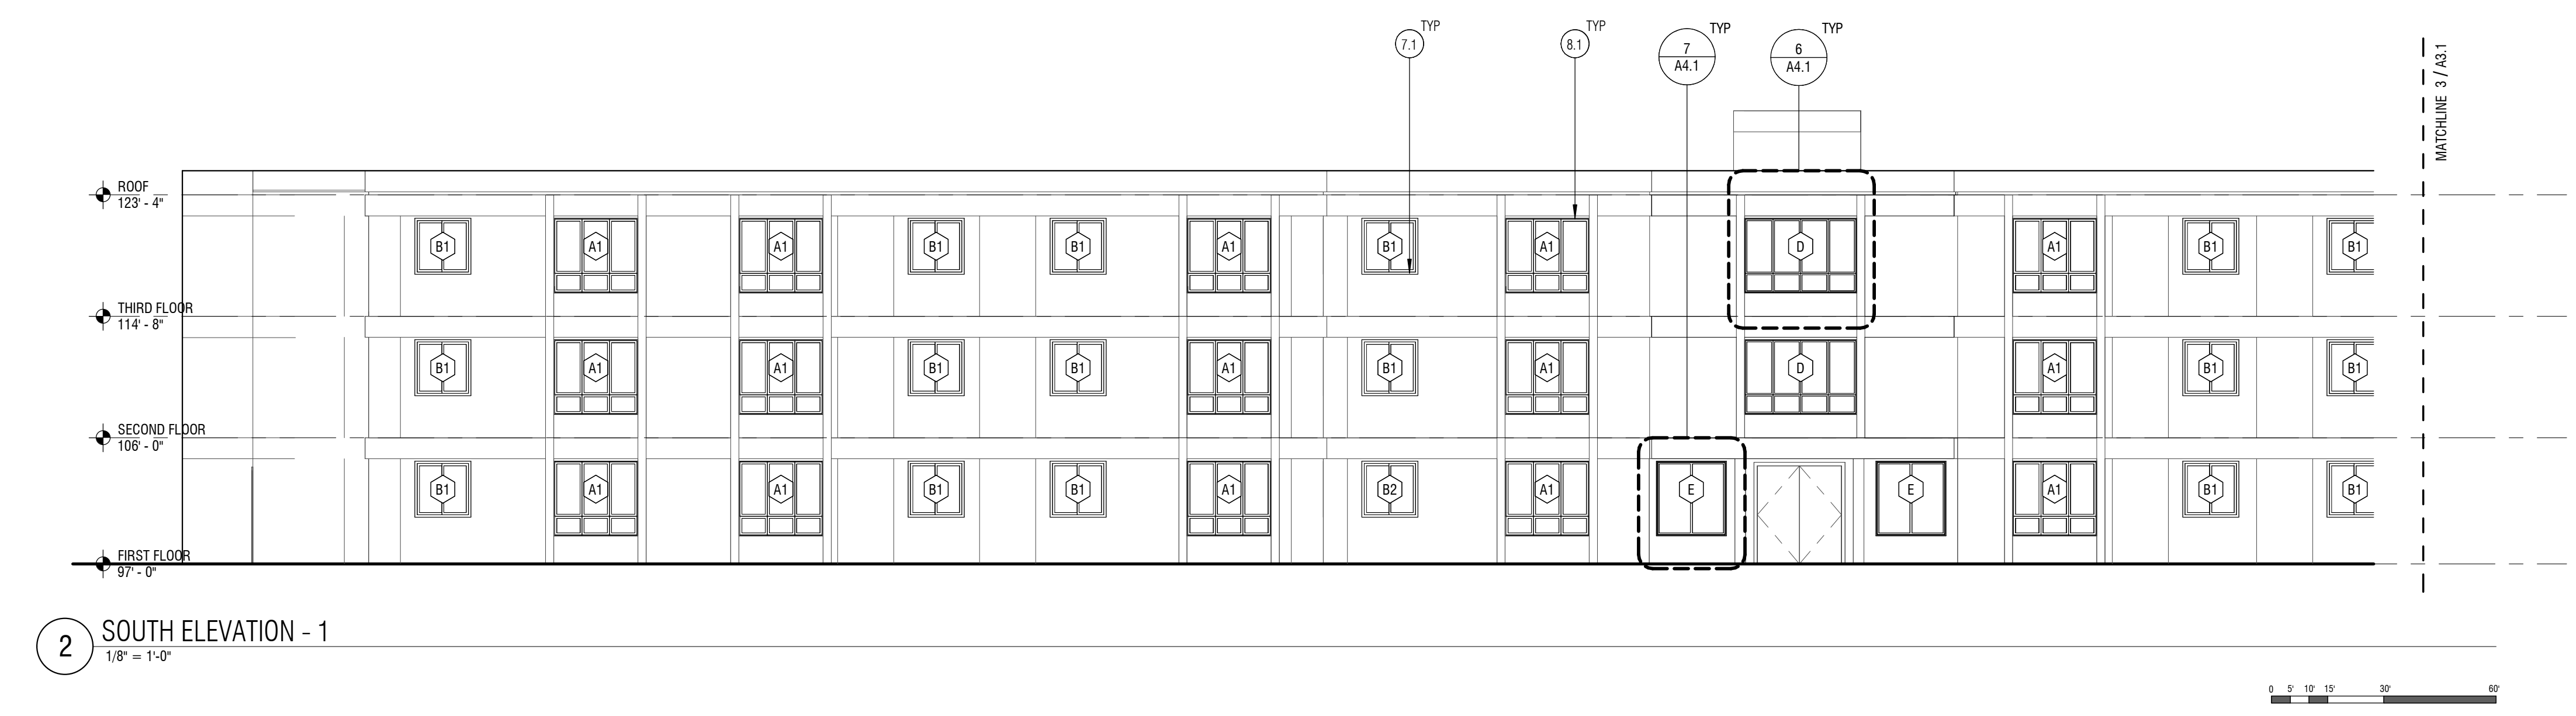 TYP
7.1
TYP
8.1
TYP
7
A4.1
TYP
6
A4.1
MATCHLINE 3 / A3.1
ROOF
123' - 4"
B1 A1 A1 B1 B1 A1 B1 A1 D A1 B1 B1
THIRD FLOOR
114' - 8"
B1 A1 A1 B1 B1 A1 B1 A1 D A1 B1 B1
SECOND FLOOR
106' - 0"
B1 A1 A1 B1 B1 A1 B2 A1 E E A1 B1 B1
FIRST FLOOR
97' - 0"
2
SOUTH ELEVATION - 1
1/8" = 1'-0"
0 5' 10' 15' 30' 60'